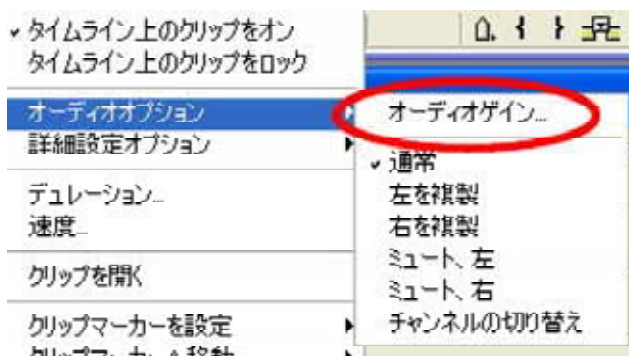 タイムライン上のクリップをオン
タイムライン上のクリップをロック
オーディオオプション
詳細設定オプション
デュレーション...
速度...
クリップを開く
クリップマーカーを設定
オーディオゲイン...
通常
左を複製
右を複製
ミュート、左
ミュート、右
チャンネルの切り替え